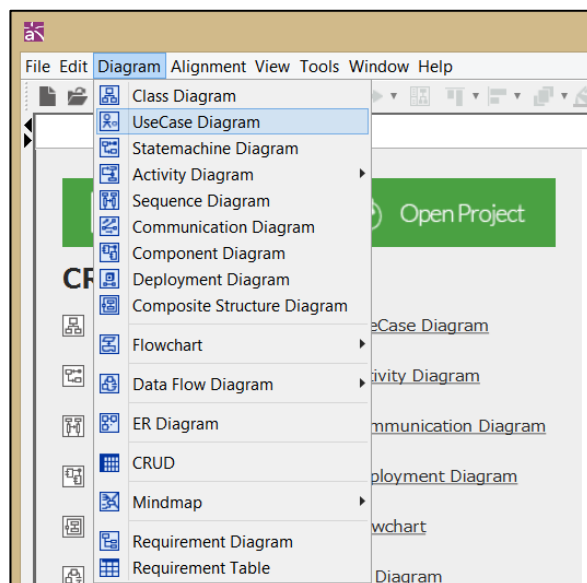 File Edit Diagram Alignment View Tools Window Help
Class Diagram
UseCase Diagram
Statemachine Diagram
Activity Diagram
Sequence Diagram
Communication Diagram
Component Diagram
Deployment Diagram
Composite Structure Diagram
Flowchart
Data Flow Diagram
ER Diagram
CRUD
Mindmap
Requirement Diagram
Requirement Table
Open Project
CR
eCase Diagram
tivity Diagram
mmunication Diagram
ployment Diagram
wchart
Diagram